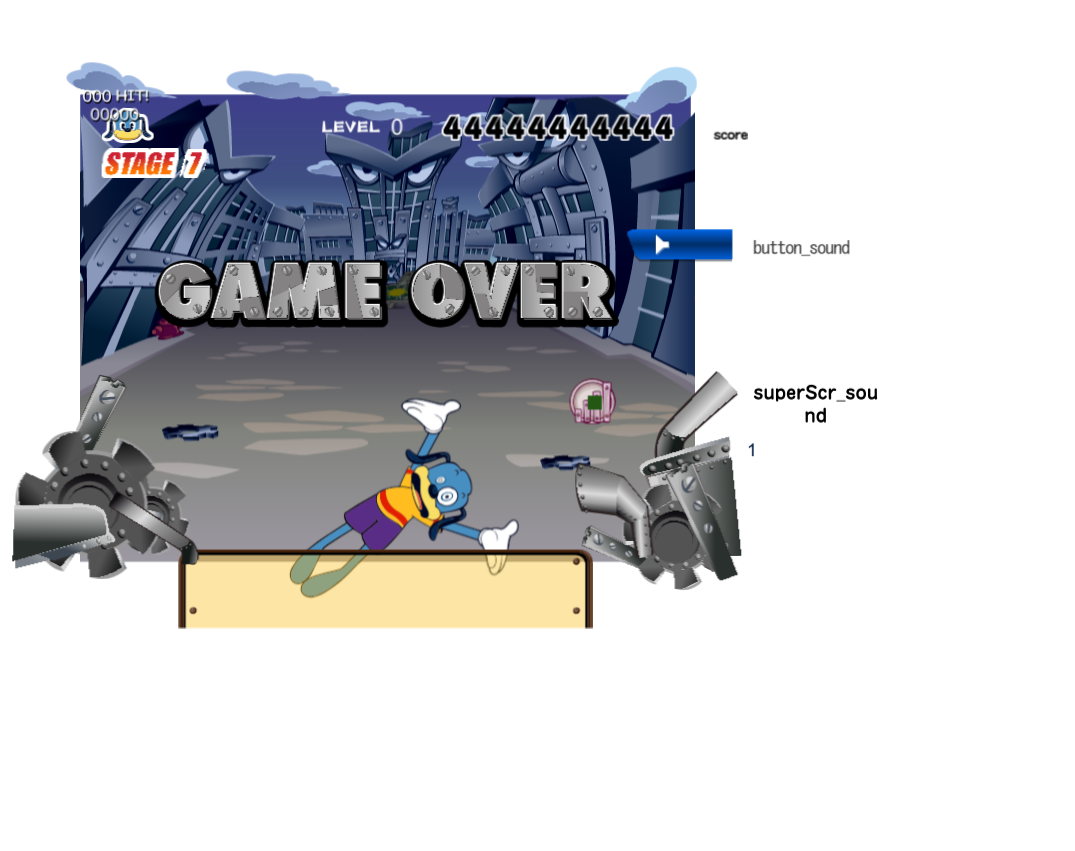 000 HIT!
00000
LEVEL 0
44444444444
score
STAGE 7
button_sound
GAME OVER
superScr_sou
nd
1